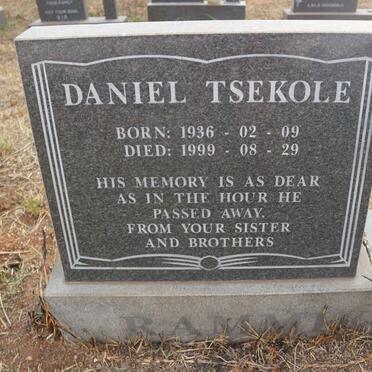 DANIEL TSEKOLE
BORN: 1936 - 02 - 09
DIED: 1999 - 08 - 29
HIS MEMORY IS AS DEAR
AS IN THE HOUR HE
PASSED AWAY.
FROM YOUR SISTER
AND BROTHERS